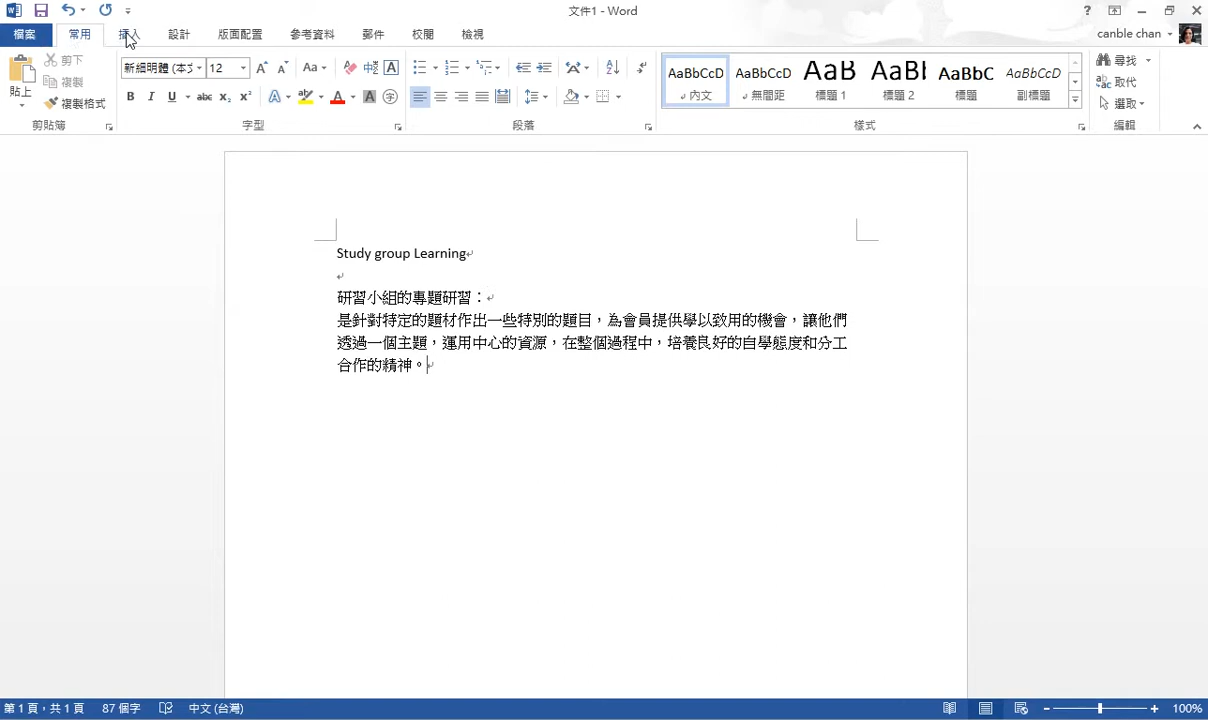 文件1 - Word
檔案 常用 插入 設計 版面配置 參考資料 郵件 校閱 檢視
canble chan
貼上 剪下 複製 複製格式
新細明體 (本文 12 Aa
B I U abc x₂ x² A
AaBbCcD AaBbCcD AaB AaBb AaBbC AaBbCcD
內文 無間距 標題 1 標題 2 標題 副標題
尋找 取代 選取
剪貼簿 字型 段落 樣式 編輯
Study group Learning
研習小組的專題研習：
是針對特定的題材作出一些特別的題目，為會員提供學以致用的機會，讓他們
透過一個主題，運用中心的資源，在整個過程中，培養良好的自學態度和分工
合作的精神。
第 1 頁，共 1 頁 87 個字 中文 (台灣) 100%